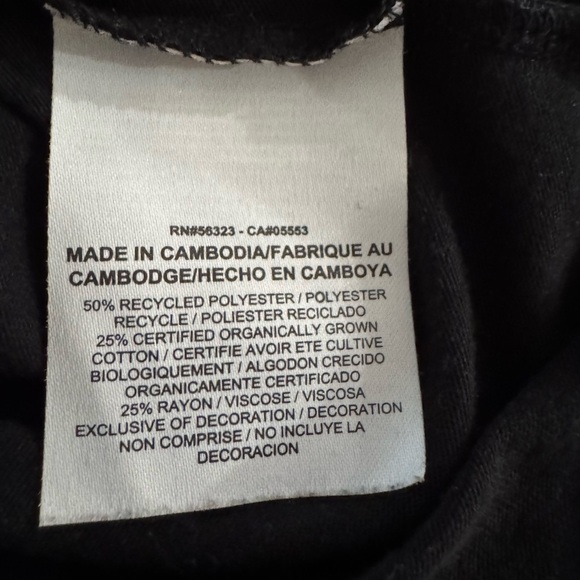 RN#56323 - CA#05553
MADE IN CAMBODIA/FABRIQUE AU
CAMBODGE/HECHO EN CAMBOYA
50% RECYCLED POLYESTER / POLYESTER
RECYCLE / POLIESTER RECICLADO
25% CERTIFIED ORGANICALLY GROWN
COTTON / CERTIFIE AVOIR ETE CULTIVE
BIOLOGIQUEMENT / ALGODON CRECIDO
ORGANICAMENTE CERTIFICADO
25% RAYON / VISCOSE / VISCOSA
EXCLUSIVE OF DECORATION / DECORATION
NON COMPRISE / NO INCLUYE LA
DECORACION